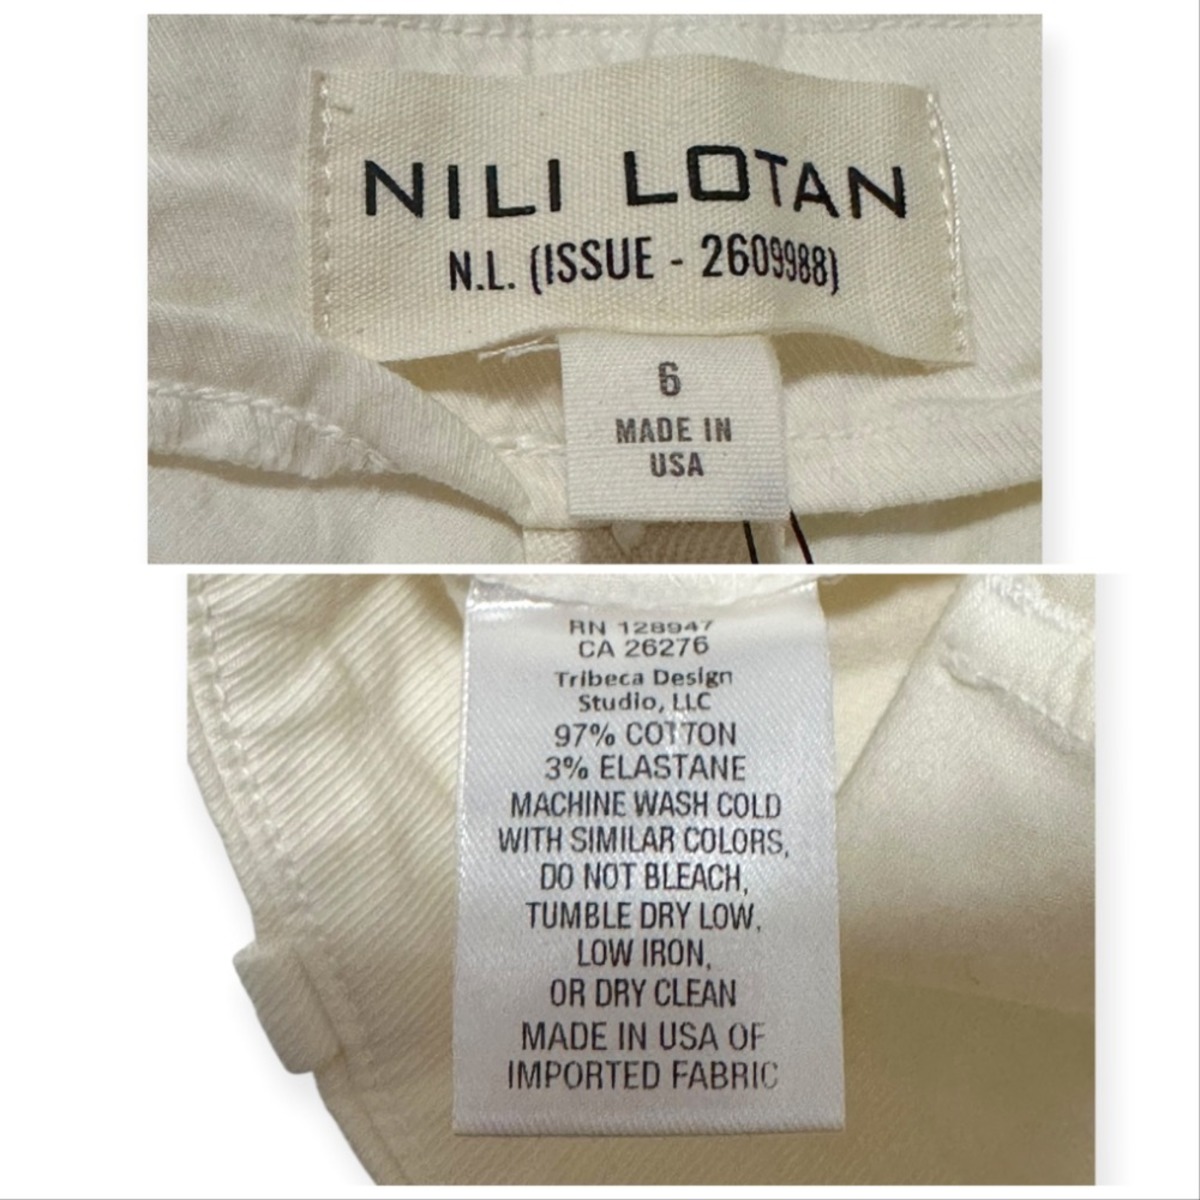 NILI LOTAN
N.L. (ISSUE - 2609988)
6
MADE IN
USA
RN 128947
CA 26276
Tribeca Design
Studio, LLC
97% COTTON
3% ELASTANE
MACHINE WASH COLD
WITH SIMILAR COLORS,
DO NOT BLEACH,
TUMBLE DRY LOW,
LOW IRON,
OR DRY CLEAN
MADE IN USA OF
IMPORTED FABRIC